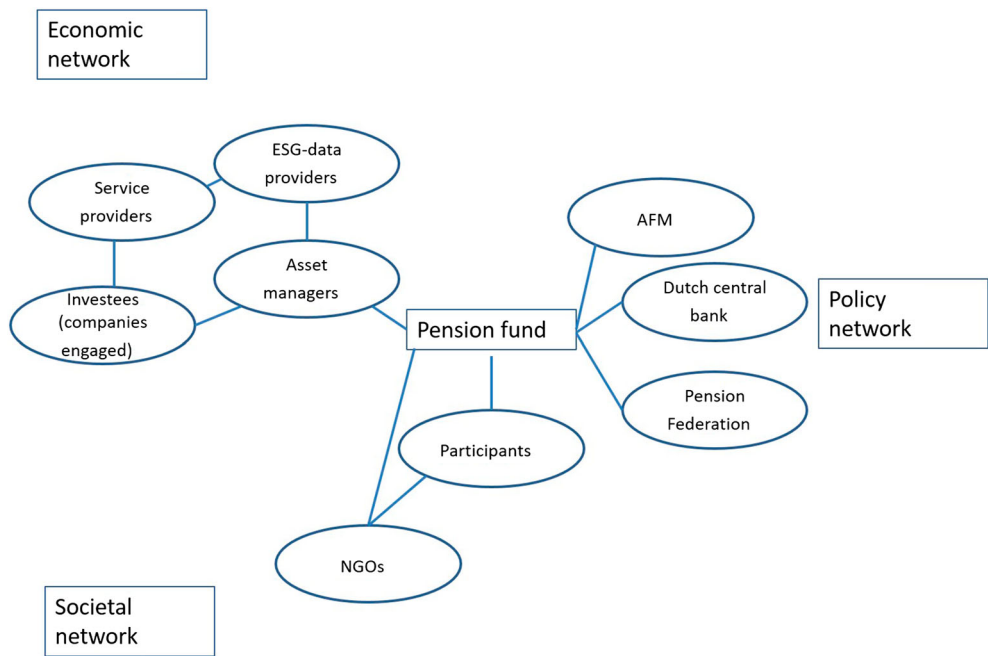 Economic
network
ESG-data
providers
Service
providers
AFM
Asset
managers
Dutch central
bank
Investees
(companies
engaged)
Policy
network
Pension fund
Pension
Federation
Participants
NGOs
Societal
network